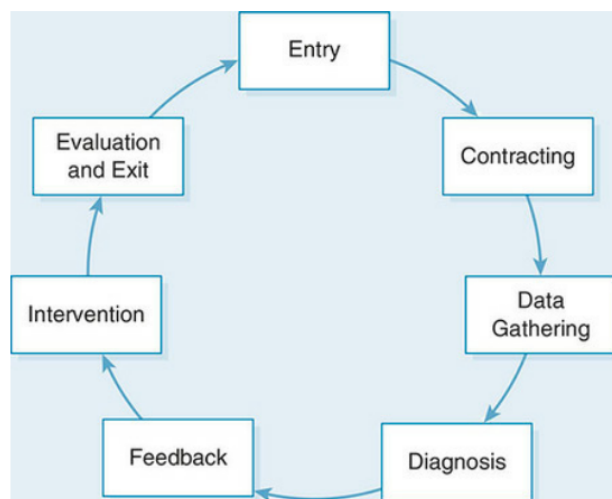 Entry
Contracting
Data
Gathering
Diagnosis
Feedback
Intervention
Evaluation
and Exit